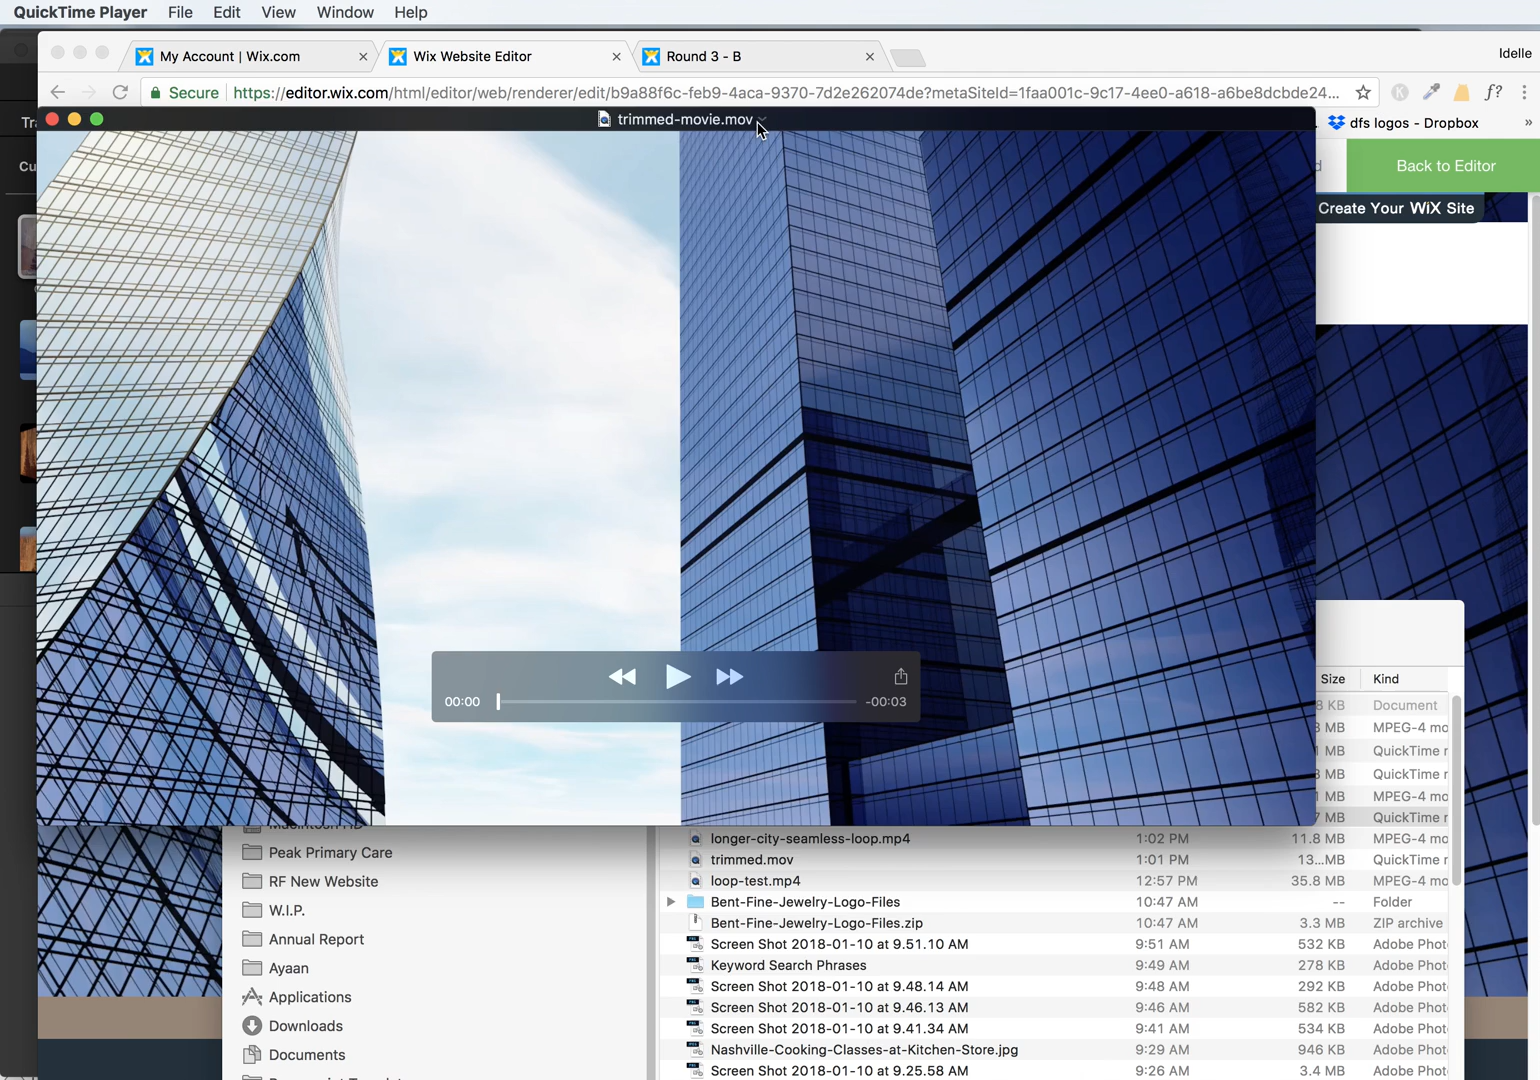 QuickTime Player File Edit View Window Help
My Account | Wix.com
Wix Website Editor
Round 3 - B
Idelle
Secure https://editor.wix.com/html/editor/web/renderer/edit/b9a88f6c-feb9-4aca-9370-7d2e262074de?metaSiteId=1faa001c-9c17-4ee0-a618-a6be8dcbde24...
f?
trimmed-movie.mov
dfs logos - Dropbox
»
Back to Editor
Create Your WiX Site
00:00
-00:03
Size Kind
8 KB Document
MB MPEG-4 mo
MB QuickTime
MB QuickTime
MB MPEG-4 mo
QuickTime
longer-city-seamless-loop.mp4 1:02 PM 11.8 MB MPEG-4 mo
trimmed.mov 1:01 PM 13...MB QuickTime
loop-test.mp4 12:57 PM 35.8 MB MPEG-4 mo
Bent-Fine-Jewelry-Logo-Files 10:47 AM -- Folder
Bent-Fine-Jewelry-Logo-Files.zip 10:47 AM 3.3 MB ZIP archive
Screen Shot 2018-01-10 at 9.51.10 AM 9:51 AM 532 KB Adobe Phot
Keyword Search Phrases 9:49 AM 278 KB Adobe Phot
Screen Shot 2018-01-10 at 9.48.14 AM 9:48 AM 292 KB Adobe Phot
Screen Shot 2018-01-10 at 9.46.13 AM 9:46 AM 582 KB Adobe Phot
Screen Shot 2018-01-10 at 9.41.34 AM 9:41 AM 534 KB Adobe Phot
Nashville-Cooking-Classes-at-Kitchen-Store.jpg 9:29 AM 946 KB Adobe Phot
Screen Shot 2018-01-10 at 9.25.58 AM 9:26 AM 3.4 MB Adobe Phot
Peak Primary Care
RF New Website
W.I.P.
Annual Report
Ayaan
Applications
Downloads
Documents